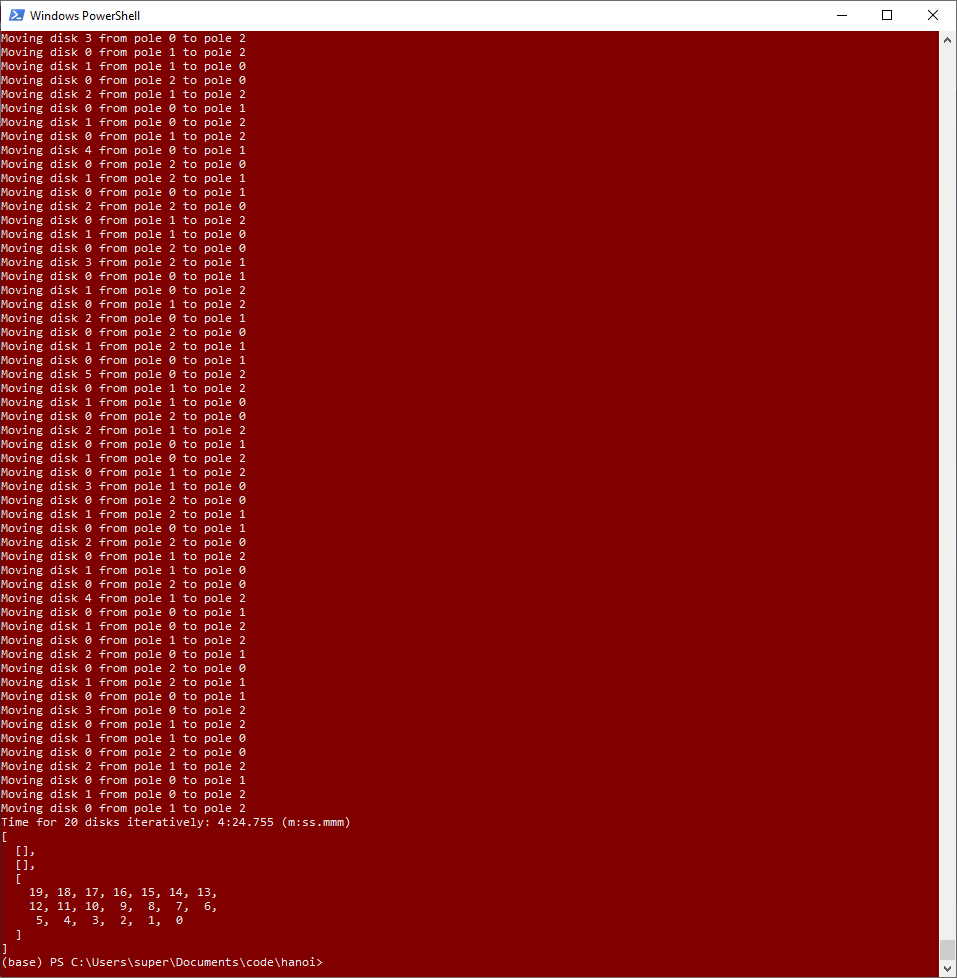 Windows PowerShell
Moving disk 3 from pole 0 to pole 2
Moving disk 0 from pole 1 to pole 2
Moving disk 1 from pole 1 to pole 0
Moving disk 0 from pole 2 to pole 0
Moving disk 2 from pole 1 to pole 2
Moving disk 0 from pole 0 to pole 1
Moving disk 1 from pole 0 to pole 2
Moving disk 0 from pole 1 to pole 2
Moving disk 4 from pole 0 to pole 1
Moving disk 0 from pole 2 to pole 0
Moving disk 1 from pole 2 to pole 1
Moving disk 0 from pole 0 to pole 1
Moving disk 2 from pole 2 to pole 0
Moving disk 0 from pole 1 to pole 2
Moving disk 1 from pole 1 to pole 0
Moving disk 0 from pole 2 to pole 0
Moving disk 3 from pole 2 to pole 1
Moving disk 0 from pole 0 to pole 1
Moving disk 1 from pole 0 to pole 2
Moving disk 0 from pole 1 to pole 2
Moving disk 2 from pole 0 to pole 1
Moving disk 0 from pole 2 to pole 0
Moving disk 1 from pole 2 to pole 1
Moving disk 0 from pole 0 to pole 1
Moving disk 5 from pole 0 to pole 2
Moving disk 0 from pole 1 to pole 2
Moving disk 1 from pole 1 to pole 0
Moving disk 0 from pole 2 to pole 0
Moving disk 2 from pole 1 to pole 2
Moving disk 0 from pole 0 to pole 1
Moving disk 1 from pole 0 to pole 2
Moving disk 0 from pole 1 to pole 2
Moving disk 3 from pole 1 to pole 0
Moving disk 0 from pole 2 to pole 0
Moving disk 1 from pole 2 to pole 1
Moving disk 0 from pole 0 to pole 1
Moving disk 2 from pole 2 to pole 0
Moving disk 0 from pole 1 to pole 2
Moving disk 1 from pole 1 to pole 0
Moving disk 0 from pole 2 to pole 0
Moving disk 4 from pole 1 to pole 2
Moving disk 0 from pole 0 to pole 1
Moving disk 1 from pole 0 to pole 2
Moving disk 0 from pole 1 to pole 2
Moving disk 2 from pole 0 to pole 1
Moving disk 0 from pole 2 to pole 0
Moving disk 1 from pole 2 to pole 1
Moving disk 0 from pole 0 to pole 1
Moving disk 3 from pole 0 to pole 2
Moving disk 0 from pole 1 to pole 2
Moving disk 1 from pole 1 to pole 0
Moving disk 0 from pole 2 to pole 0
Moving disk 2 from pole 1 to pole 2
Moving disk 0 from pole 0 to pole 1
Moving disk 1 from pole 0 to pole 2
Moving disk 0 from pole 1 to pole 2
Time for 20 disks iteratively: 4:24.755 (m:ss.mmm)
[
  [],
  [],
  [
    19, 18, 17, 16, 15, 14, 13,
    12, 11, 10,  9,  8,  7,  6,
     5,  4,  3,  2,  1,  0
  ]
]
(base) PS C:\Users\super\Documents\code\hanoi>